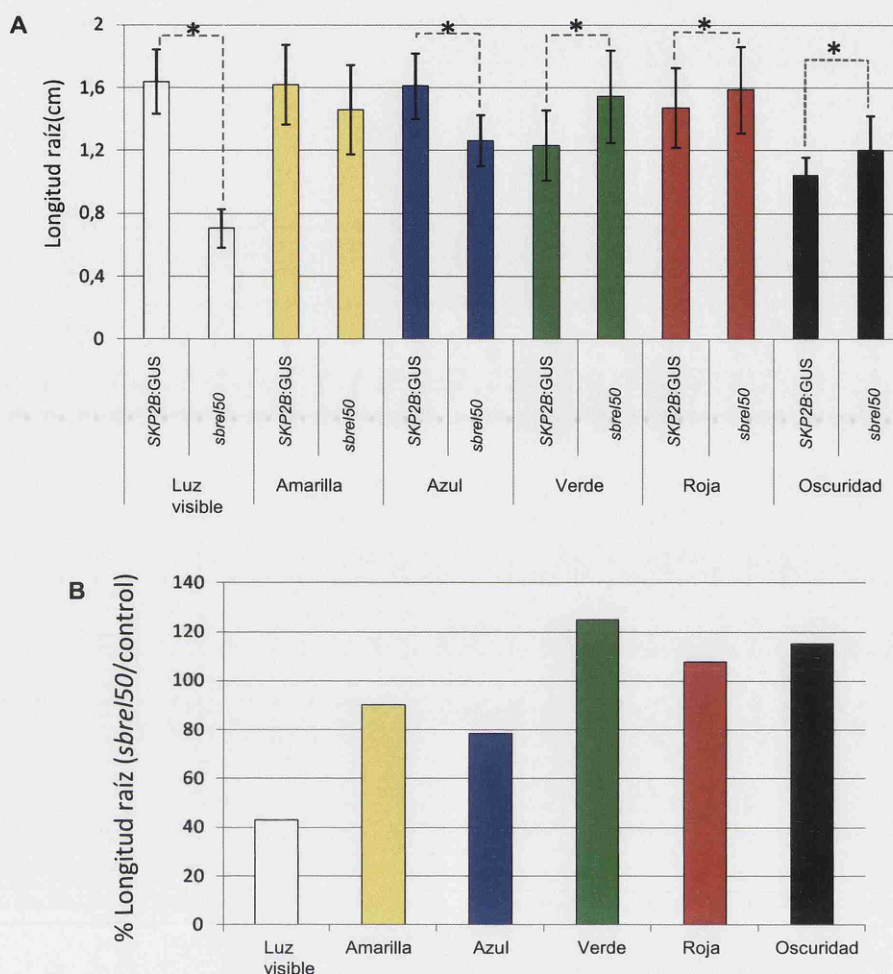 A
Longitud raíz(cm)
2
1,6
1,2
0,8
0,4
0
* * * * *
SKP2B:GUS sbrel50 SKP2B:GUS sbrel50 SKP2B:GUS sbrel50 SKP2B:GUS sbrel50 SKP2B:GUS sbrel50 SKP2B:GUS sbrel50
Luz visible
Amarilla
Azul
Verde
Roja
Oscuridad
B
% Longitud raíz (sbrel50/control)
140
120
100
80
60
40
20
0
Luz visible
Amarilla
Azul
Verde
Roja
Oscuridad